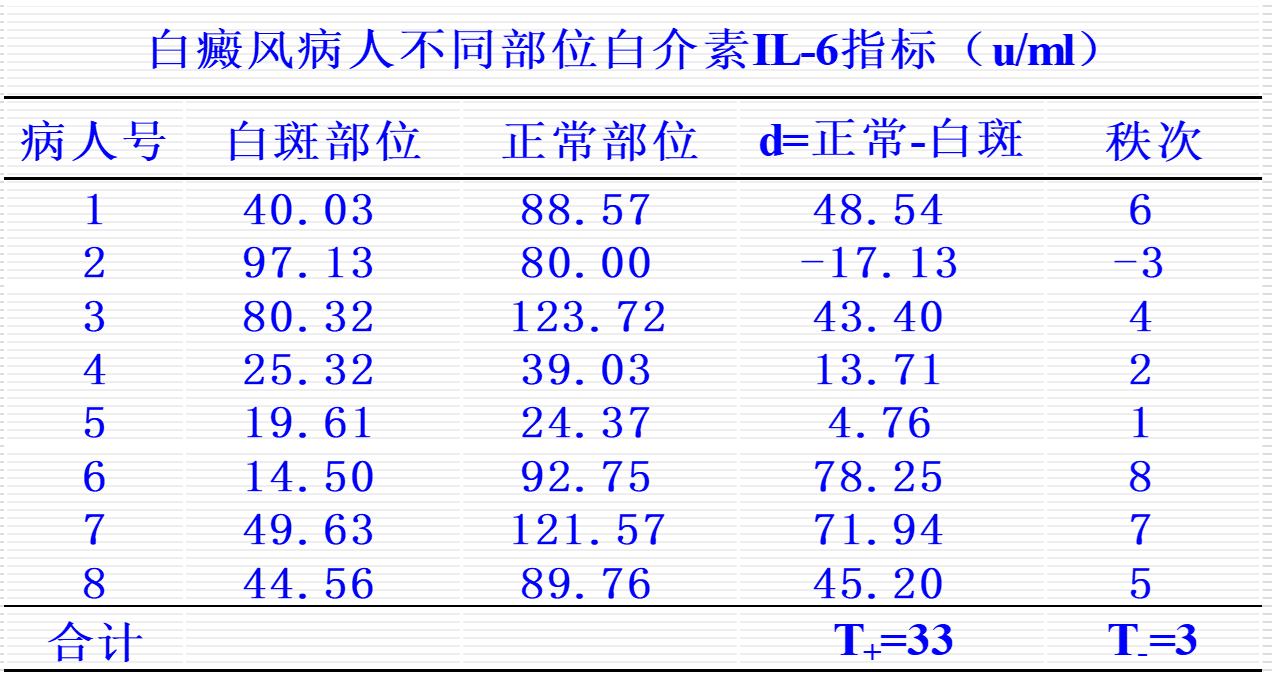 白癜风病人不同部位白介素IL-6指标（u/ml）
病人号 白斑部位 正常部位 d=正常-白斑 秩次
1 40.03 88.57 48.54 6
2 97.13 80.00 -17.13 -3
3 80.32 123.72 43.40 4
4 25.32 39.03 13.71 2
5 19.61 24.37 4.76 1
6 14.50 92.75 78.25 8
7 49.63 121.57 71.94 7
8 44.56 89.76 45.20 5
合计 T+=33 T-=3